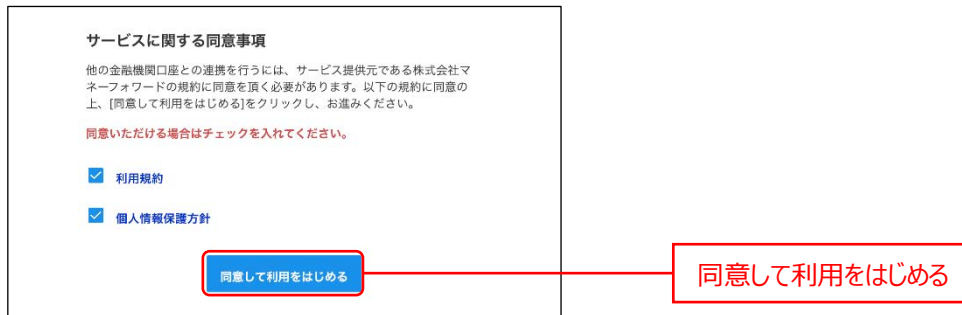 サービスに関する同意事項
他の金融機関口座との連携を行うには、サービス提供元である株式会社マ
ネーフォワードの規約に同意を頂く必要があります。以下の規約に同意の
上、[同意して利用をはじめる]をクリックし、お進みください。
同意いただける場合はチェックを入れてください。
利用規約
個人情報保護方針
同意して利用をはじめる
同意して利用をはじめる